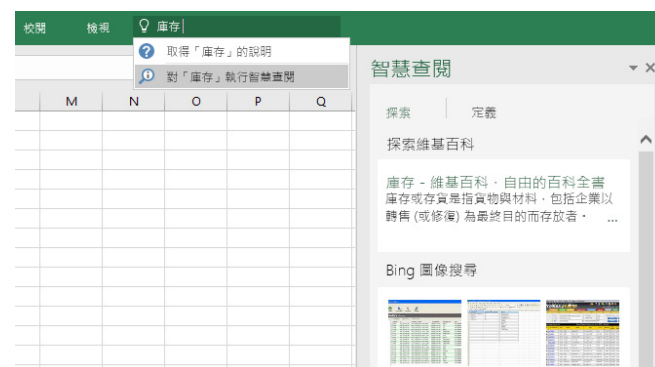 校閱 檢視 庫存
取得「庫存」的說明
對「庫存」執行智慧查閱
M N O P Q
智慧查閱
探索 定義
探索維基百科
庫存 - 維基百科，自由的百科全書
庫存或存貨是指貨物與材料，包括企業以
轉售 (或修復) 為最終目的而存放者。 ...
Bing 圖像搜尋